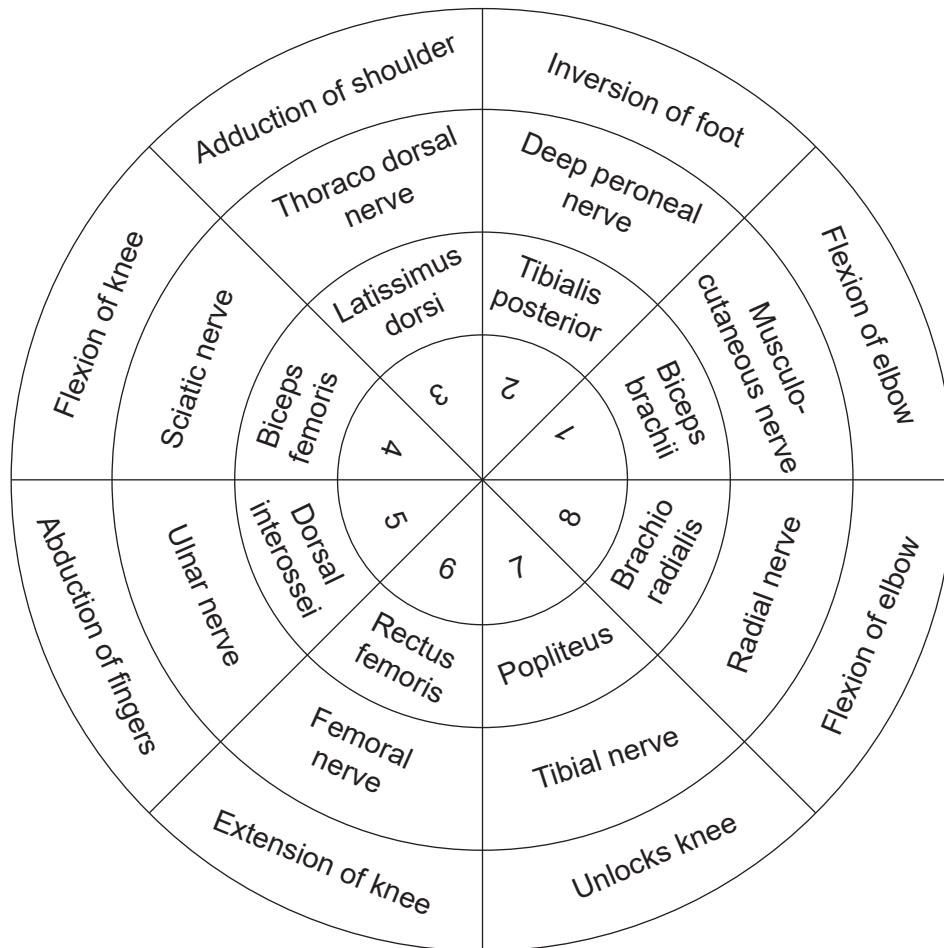 1
Biceps
brachii
Musculo-
cutaneous nerve
Flexion of elbow
2
Tibialis
posterior
Deep peroneal
nerve
Inversion of foot
3
Latissimus
dorsi
Thoraco dorsal
nerve
Adduction of shoulder
4
Biceps
femoris
Sciatic nerve
Flexion of knee
5
Dorsal
interossei
Ulnar nerve
Abduction of fingers
6
Rectus
femoris
Femoral
nerve
Extension of knee
7
Popliteus
Tibial nerve
Unlocks knee
8
Brachio
radialis
Radial nerve
Flexion of elbow